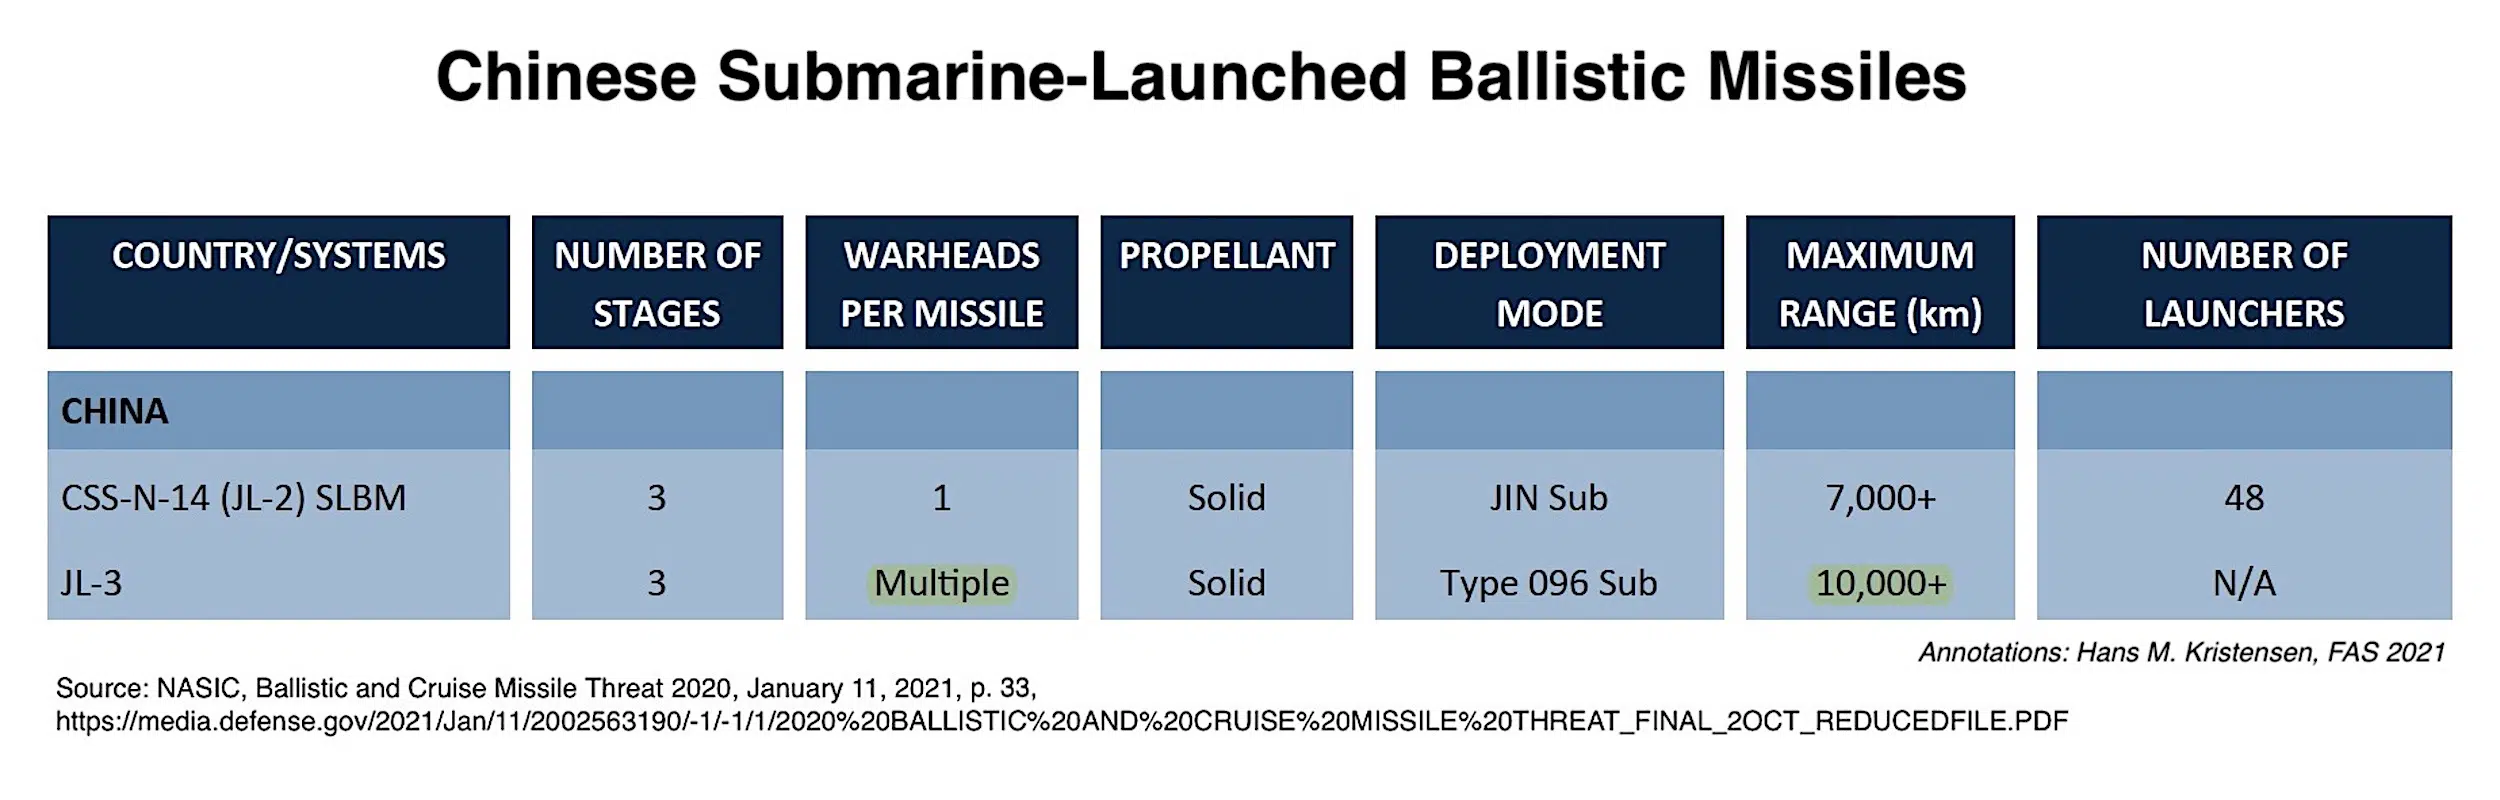 Chinese Submarine-Launched Ballistic Missiles
COUNTRY/SYSTEMS NUMBER OF STAGES WARHEADS PER MISSILE PROPELLANT DEPLOYMENT MODE MAXIMUM RANGE (km) NUMBER OF LAUNCHERS
CHINA
CSS-N-14 (JL-2) SLBM 3 1 Solid JIN Sub 7,000+ 48
JL-3 3 Multiple Solid Type 096 Sub 10,000+ N/A
Annotations: Hans M. Kristensen, FAS 2021
Source: NASIC, Ballistic and Cruise Missile Threat 2020, January 11, 2021, p. 33,
https://media.defense.gov/2021/Jan/11/2002563190/-1/-1/1/2020%20BALLISTIC%20AND%20CRUISE%20MISSILE%20THREAT_FINAL_2OCT_REDUCEDFILE.PDF